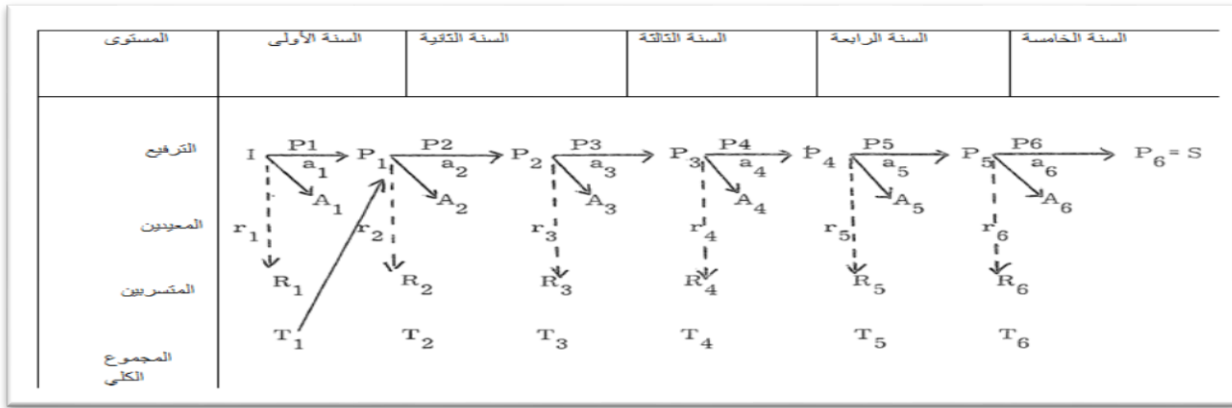 المستوى السنة الأولى السنة الثانية السنة الثالثة السنة الرابعة السنة الخامسة
الترفيع I P1 a1 P1 P2 a2 P2 P3 a3 P3 P4 a4 P4 P5 a5 P5 P6 a6 P6 = S
A1 A2 A3 A4 A5 A6
المعيدين r1 r2 r3 r4 r5 r6
المتسربين R1 R2 R3 R4 R5 R6
T1 T2 T3 T4 T5 T6
المجموع
الكلي